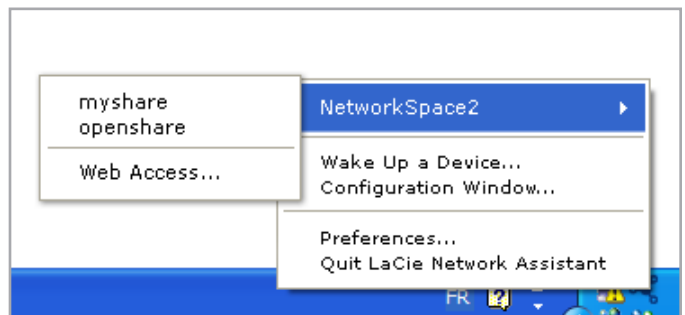 myshare
openshare
Web Access...
NetworkSpace2
Wake Up a Device...
Configuration Window...
Preferences...
Quit LaCie Network Assistant
FR
?